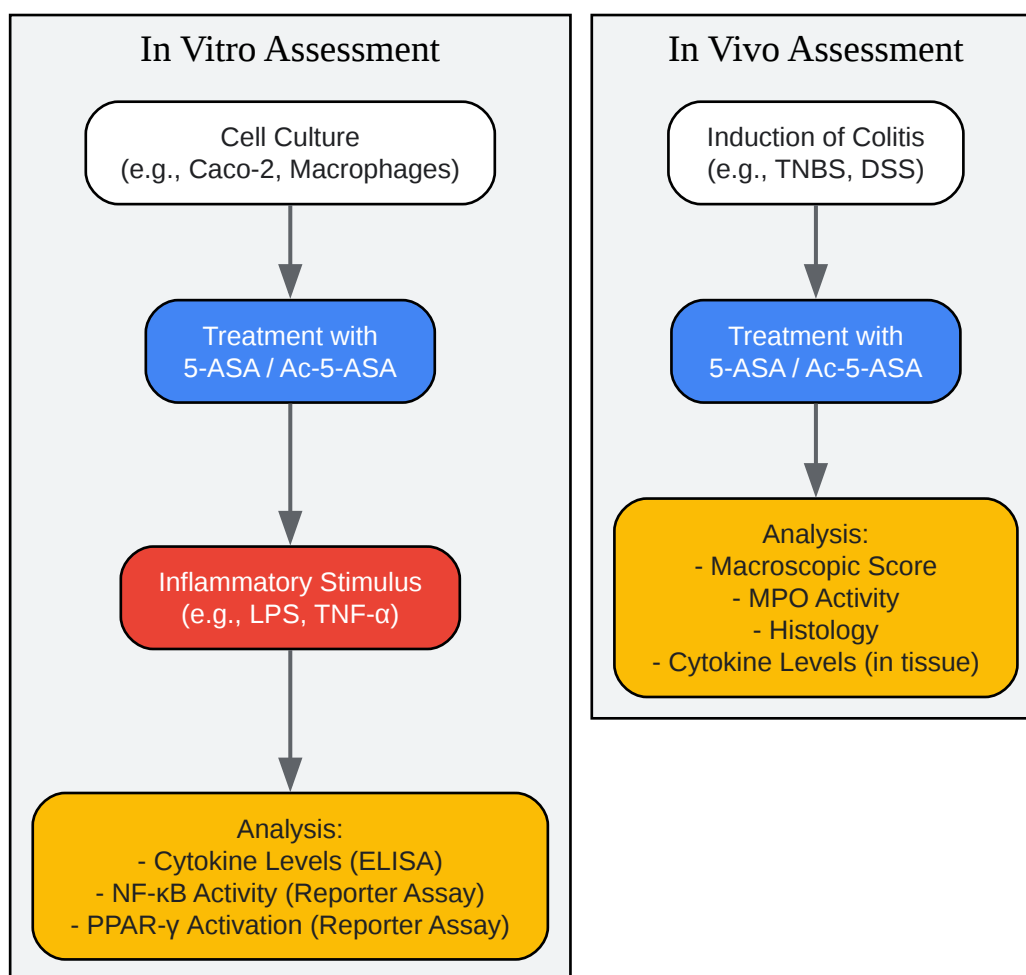 In Vitro Assessment
Cell Culture
(e.g., Caco-2, Macrophages)
Treatment with
5-ASA / Ac-5-ASA
Inflammatory Stimulus
(e.g., LPS, TNF-α)
Analysis:
- Cytokine Levels (ELISA)
- NF-κB Activity (Reporter Assay)
- PPAR-γ Activation (Reporter Assay)
In Vivo Assessment
Induction of Colitis
(e.g., TNBS, DSS)
Treatment with
5-ASA / Ac-5-ASA
Analysis:
- Macroscopic Score
- MPO Activity
- Histology
- Cytokine Levels (in tissue)